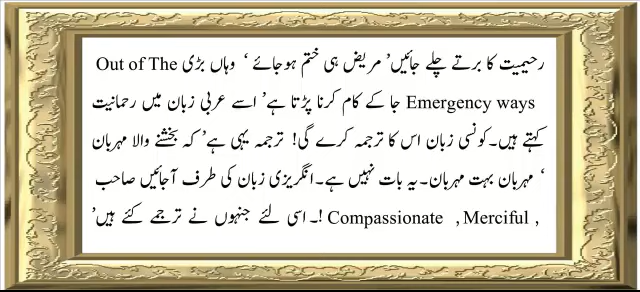 رحیمیت کا برتے چلے جائیں’ مریض ہی ختم ہوجائے ‘ وہاں بڑی Out of The
Emergency ways جا کے کام کرنا پڑتا ہے’ اسے عربی زبان میں رحمانیت
کہتے ہیں۔کونسی زبان اس کا ترجمہ کرے گی! ترجمہ یہی ہے’ کہ بخشنے والا مہربان
‘ مہربان بہت مہربان۔یہ بات نہیں ہے۔انگریزی زبان کی طرف آجائیں صاحب
, Compassionate ,Merciful !۔ اسی لئے جنہوں نے ترجمے کئے ہیں’